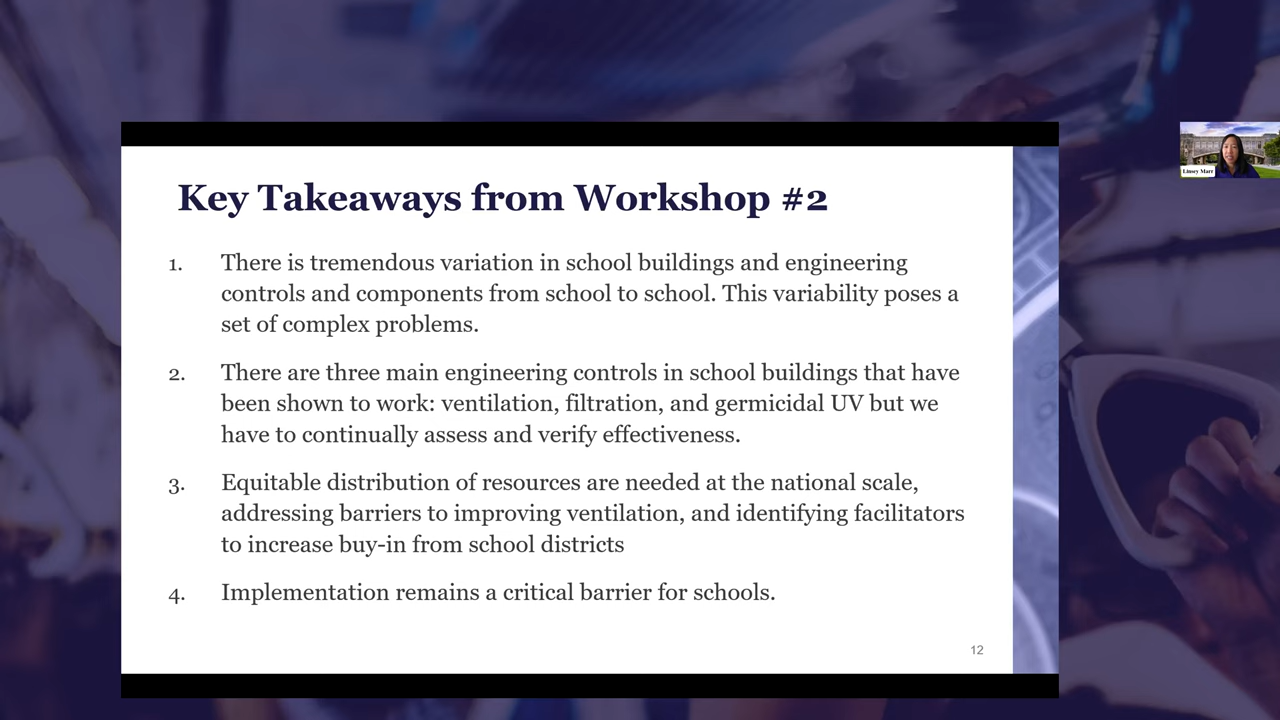 Key Takeaways from Workshop #2
1. There is tremendous variation in school buildings and engineering
controls and components from school to school. This variability poses a
set of complex problems.
2. There are three main engineering controls in school buildings that have
been shown to work: ventilation, filtration, and germicidal UV but we
have to continually assess and verify effectiveness.
3. Equitable distribution of resources are needed at the national scale,
addressing barriers to improving ventilation, and identifying facilitators
to increase buy-in from school districts
4. Implementation remains a critical barrier for schools.
12
Linsey Marr